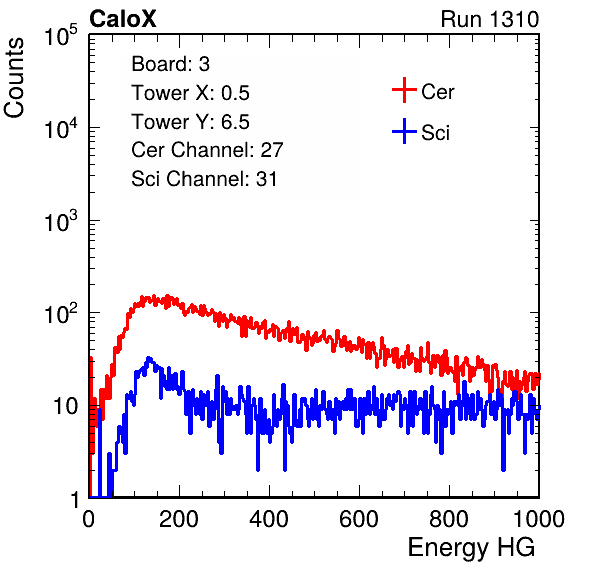 CaloX Run 1310
Counts
Board: 3
Tower X: 0.5
Tower Y: 6.5
Cer Channel: 27
Sci Channel: 31
Cer
Sci
10^5
10^4
10^3
10^2
10
1
0 200 400 600 800 1000
Energy HG